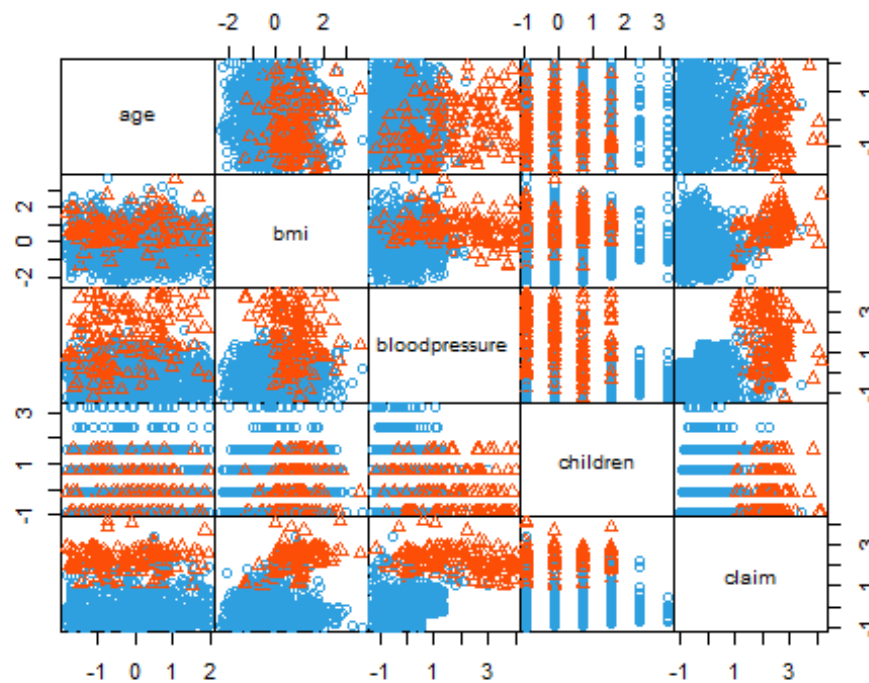 -2 0 2 -1 0 1 2 3
age
-1 1
-2 0 2
bmi
bloodpressure
-1 1 3
-1 1 3
children
claim
-1 1 3
-1 0 1 2 -1 1 3 -1 1 3